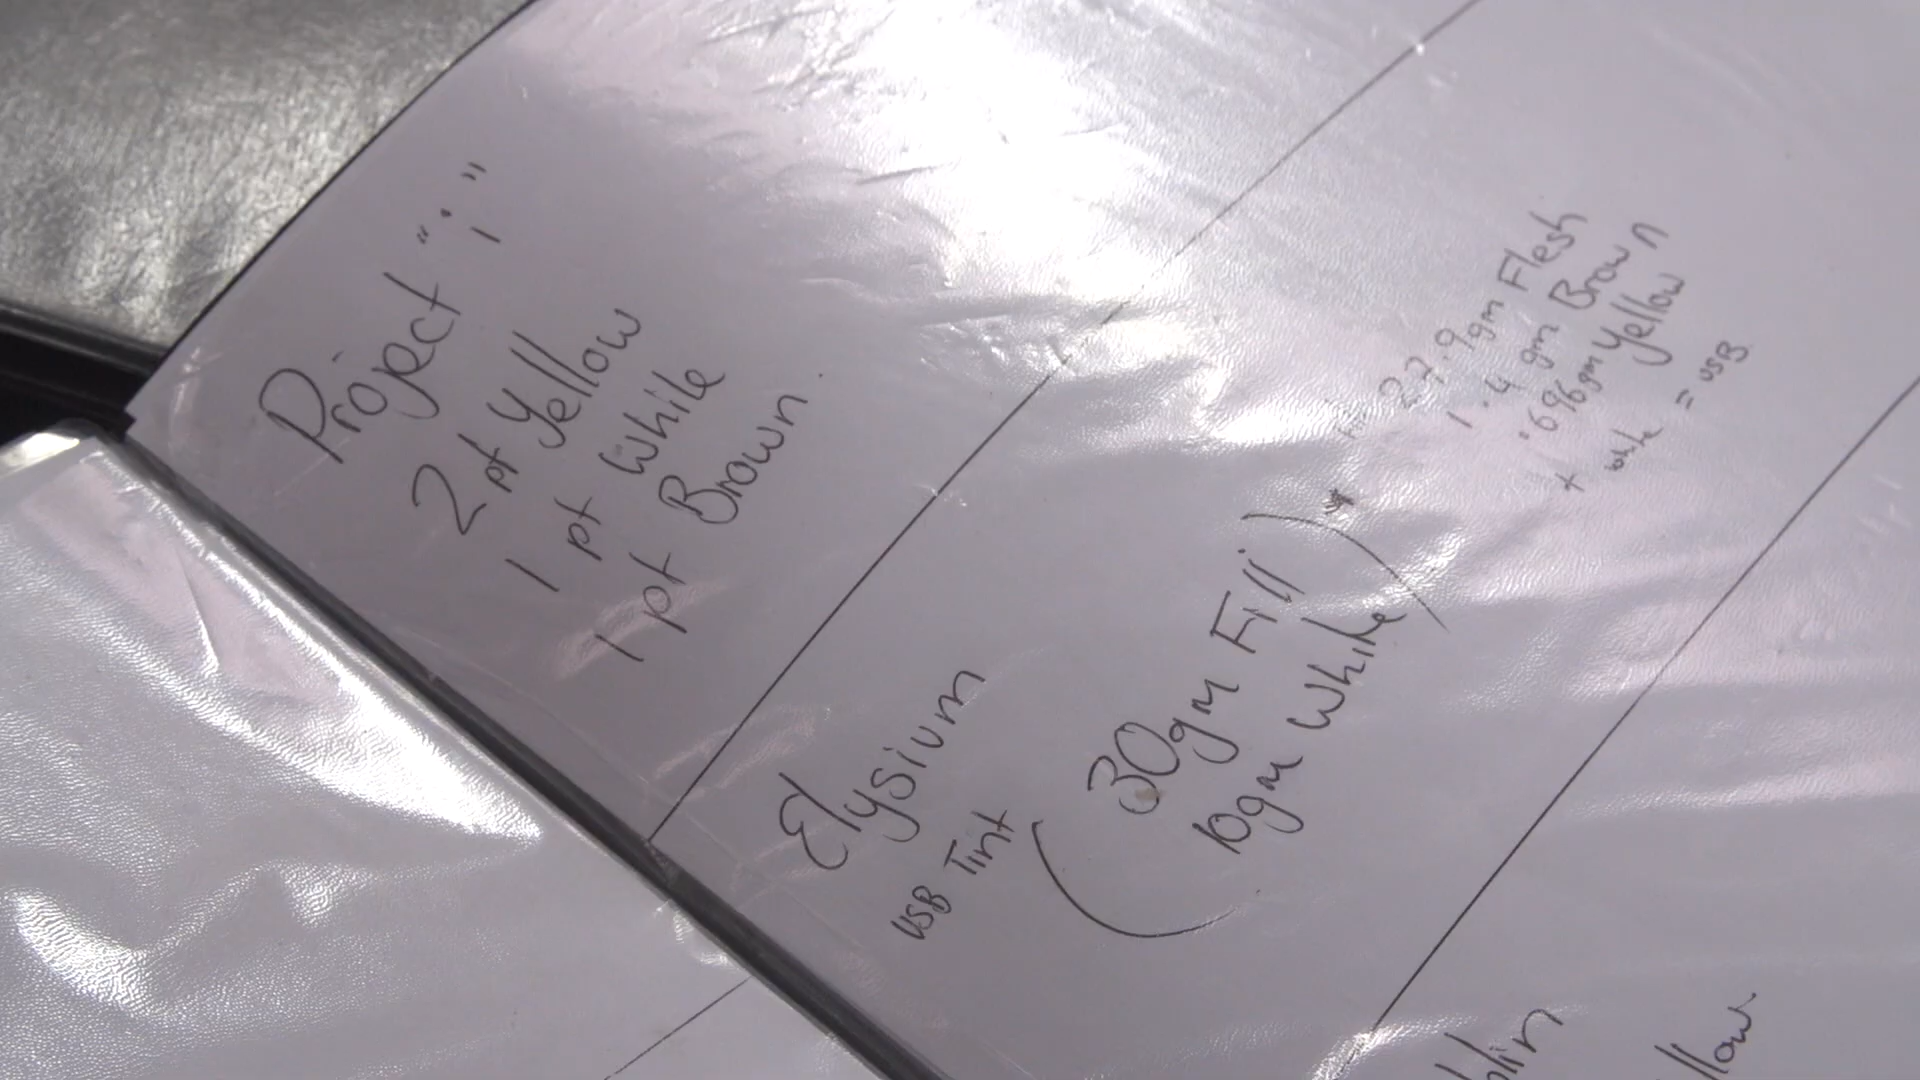 Project "i"
2 pt Yellow
1 pt White
1 pt Brown.
Elysium
USB Tint
(30gm Fill
10gm White)*
27.9gm Flesh
1.4 gm Brown
.696gm Yellow
+ white = USB